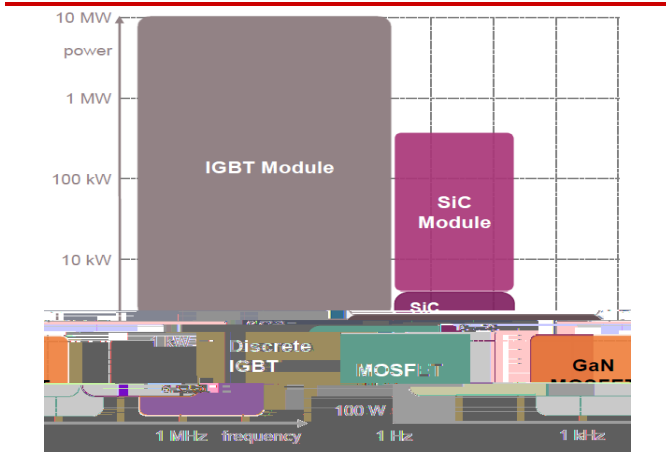 10 MW
power
1 MW
IGBT Module
100 kW
SiC
Module
10 kW
SiC
Discrete
IGBT
MOSFET
GaN
MOSFET
100 W
1 MHz frequency 1 Hz 1 kHz